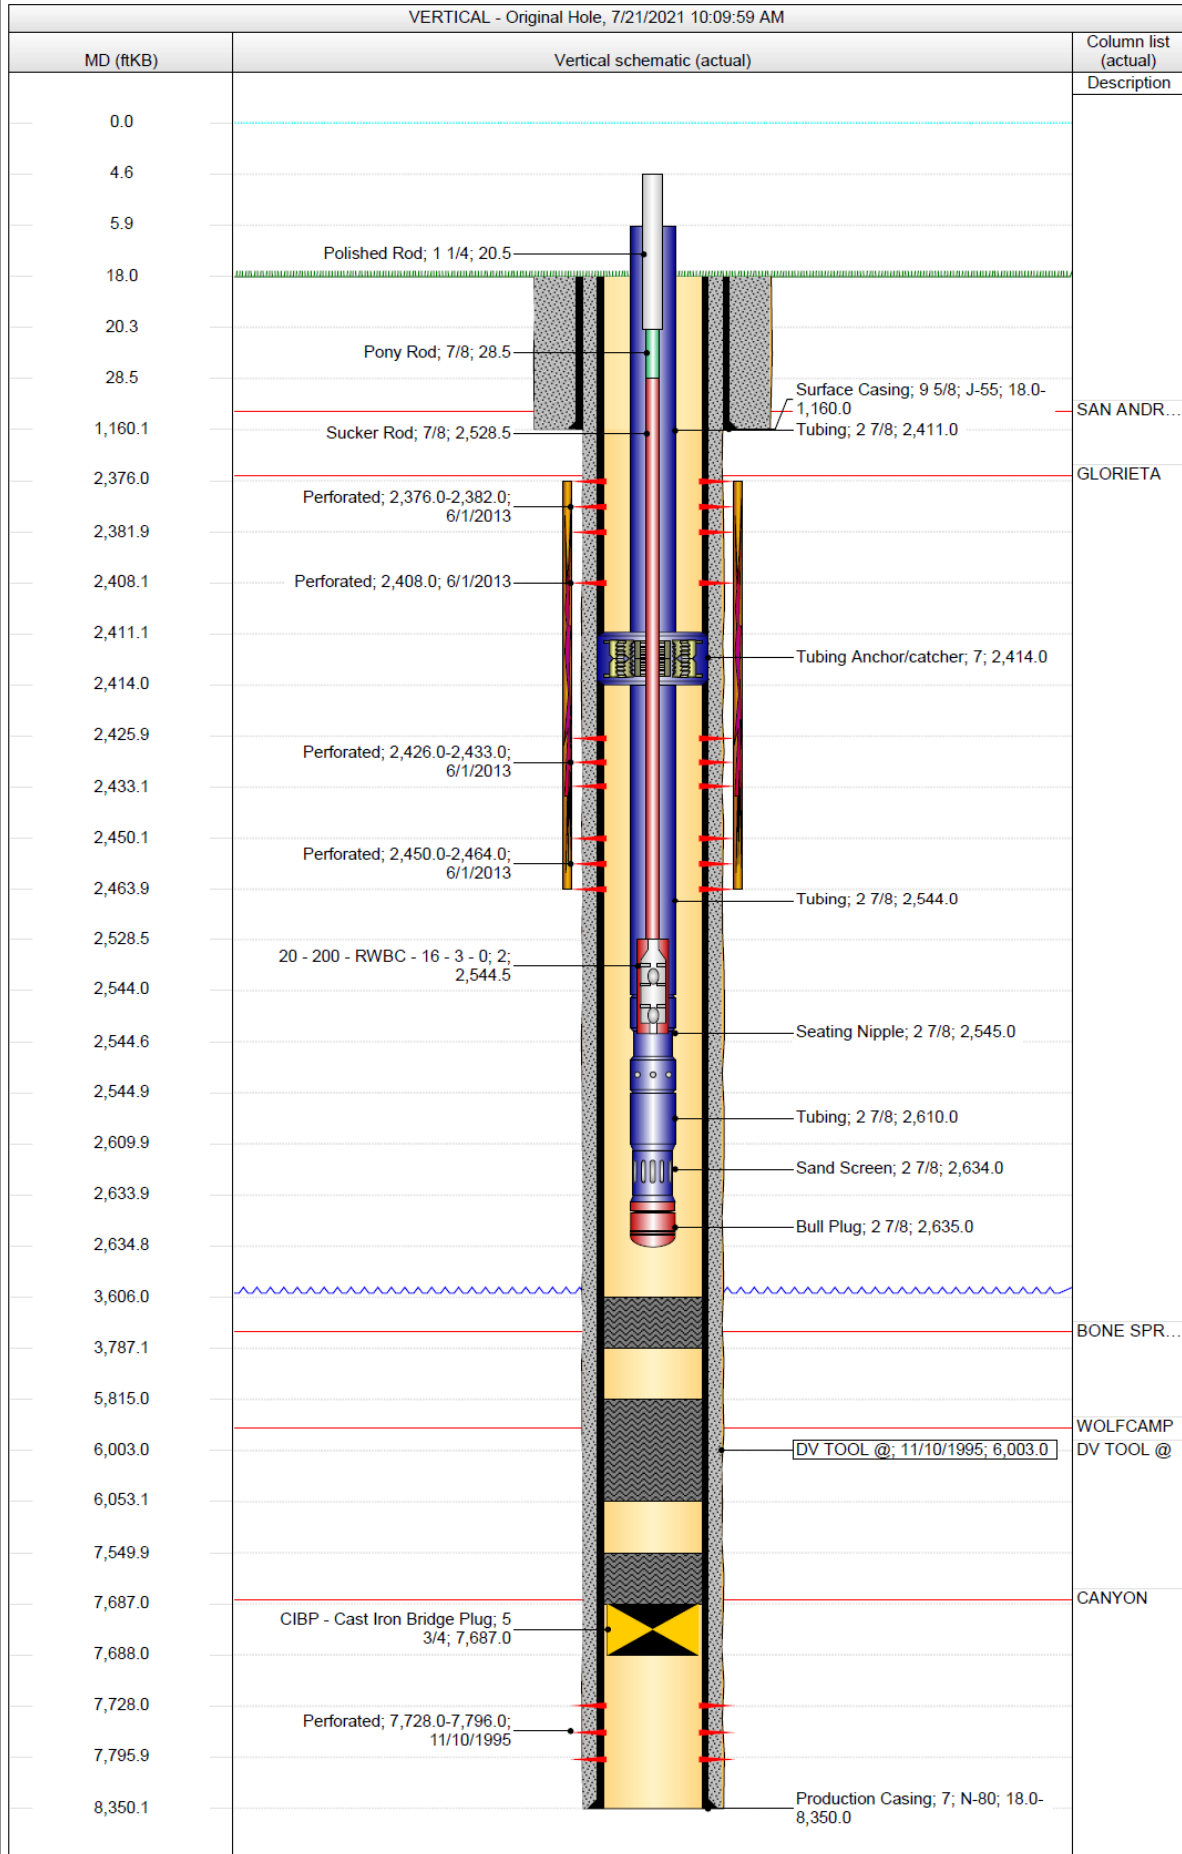 VERTICAL - Original Hole, 7/21/2021 10:09:59 AM
MD (ftKB)
Vertical schematic (actual)
Column list
(actual)
Description
0.0
4.6
5.9
Polished Rod; 1 1/4; 20.5
18.0
20.3
Pony Rod; 7/8; 28.5
28.5
Surface Casing; 9 5/8; J-55; 18.0-
1,160.0
SAN ANDR...
1,160.1
Sucker Rod; 7/8; 2,528.5
Tubing; 2 7/8; 2,411.0
GLORIETA
2,376.0
Perforated; 2,376.0-2,382.0;
6/1/2013
2,381.9
2,408.1
Perforated; 2,408.0; 6/1/2013
2,411.1
Tubing Anchor/catcher; 7; 2,414.0
2,414.0
2,425.9
Perforated; 2,426.0-2,433.0;
6/1/2013
2,433.1
2,450.1
Perforated; 2,450.0-2,464.0;
6/1/2013
2,463.9
Tubing; 2 7/8; 2,544.0
2,528.5
20 - 200 - RWBC - 16 - 3 - 0; 2;
2,544.5
2,544.0
Seating Nipple; 2 7/8; 2,545.0
2,544.6
2,544.9
Tubing; 2 7/8; 2,610.0
2,609.9
Sand Screen; 2 7/8; 2,634.0
2,633.9
Bull Plug; 2 7/8; 2,635.0
2,634.8
3,606.0
BONE SPR...
3,787.1
5,815.0
WOLFCAMP
6,003.0
DV TOOL @; 11/10/1995; 6,003.0
DV TOOL @
6,053.1
7,549.9
CANYON
7,687.0
CIBP - Cast Iron Bridge Plug; 5
3/4; 7,687.0
7,688.0
7,728.0
Perforated; 7,728.0-7,796.0;
11/10/1995
7,795.9
Production Casing; 7; N-80; 18.0-
8,350.0
8,350.1